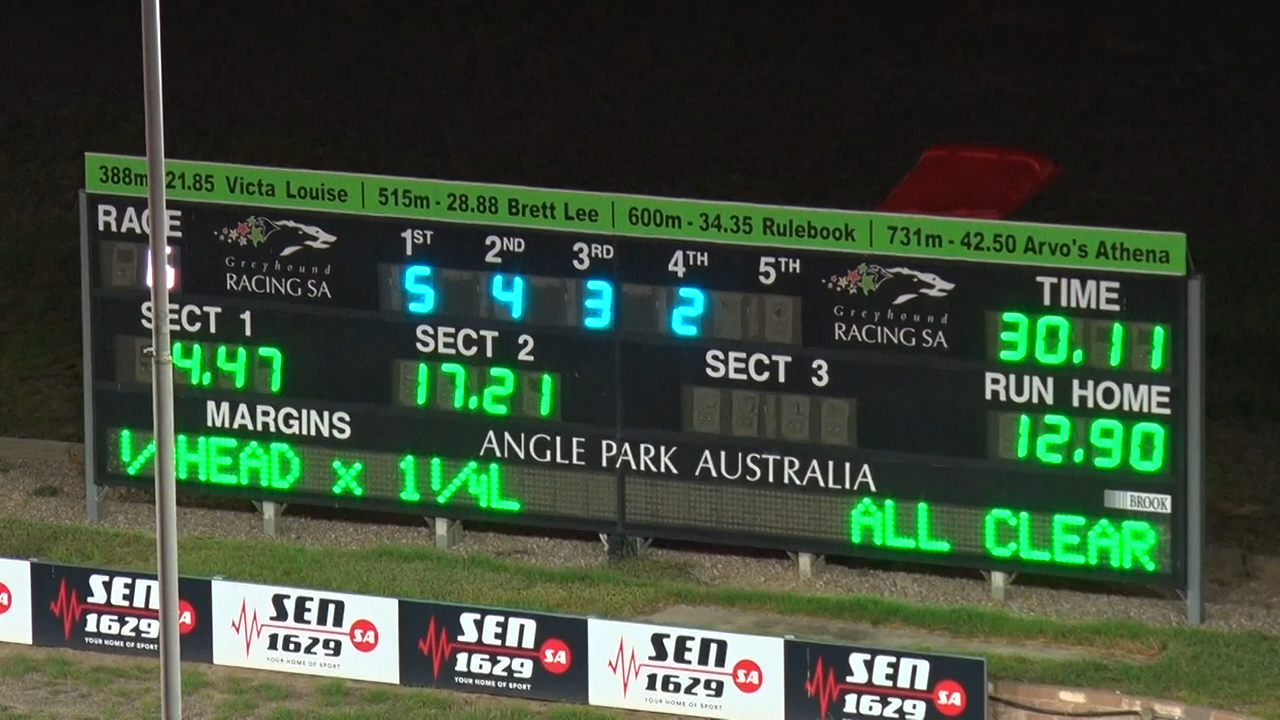 388m 21.85 Victa Louise | 515m - 28.88 Brett Lee | 600m - 34.35 Rulebook | 731m - 42.50 Arvo's Athena
RACE
Greyhound
RACING SA
1ST 2ND 3RD 4TH 5TH
5 4 3 2
Greyhound
RACING SA
TIME
30.11
SECT 1
4.47
SECT 2
17.21
SECT 3
RUN HOME
12.90
MARGINS
ANGLE PARK AUSTRALIA
HEAD x 1 1/4L
BROOK
ALL CLEAR
SEN
1629
YOUR HOME OF SPORT
SEN
1629 SA
YOUR HOME OF SPORT
SEN
1629 SA
YOUR HOME OF SPORT
SEN
1629 SA
YOUR HOME OF SPORT
SEN
1629 SA